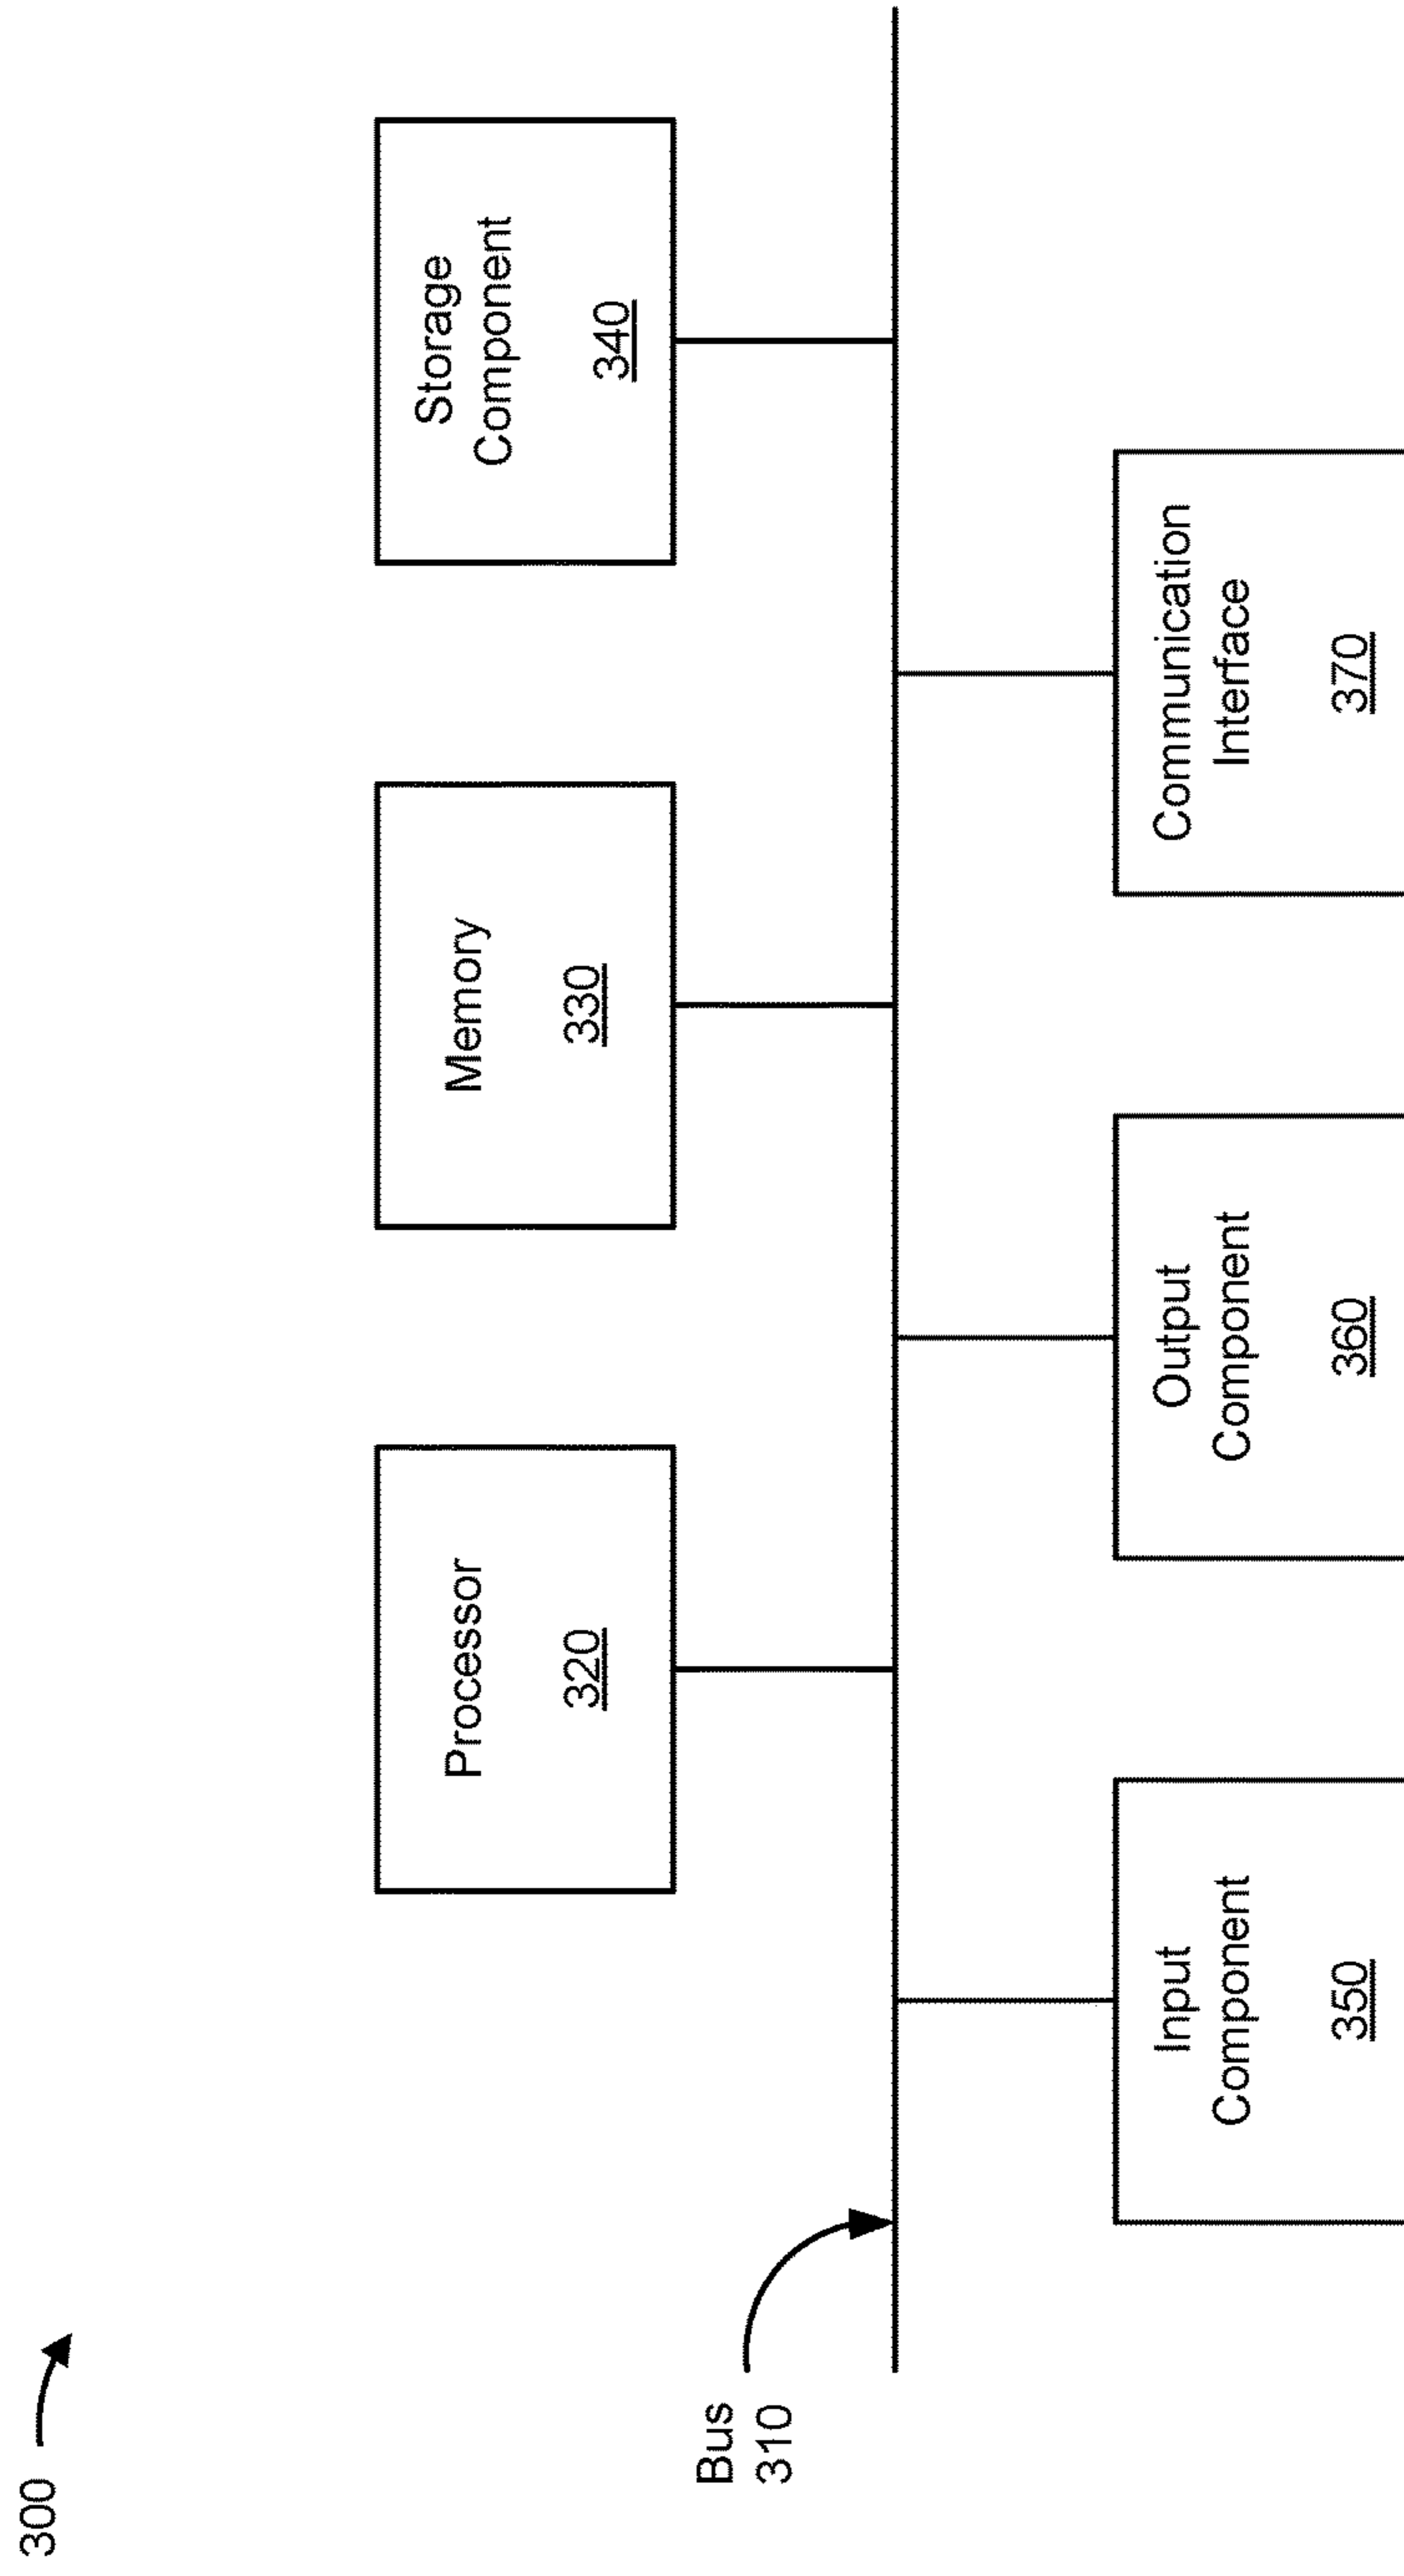 300
Processor
320
Memory
330
Storage
Component
340
Bus
310
Input
Component
350
Output
Component
360
Communication
Interface
370